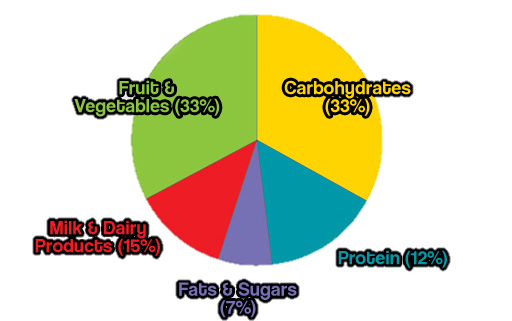 Fruit &
Vegetables (33%)
Carbohydrates
(33%)
Milk & Dairy
Products (15%)
Protein (12%)
Fats & Sugars
(7%)